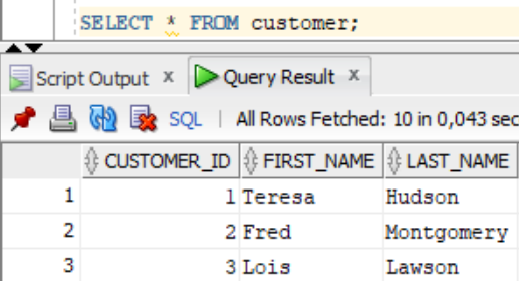 SELECT * FROM customer;
Script Output x Query Result x
SQL | All Rows Fetched: 10 in 0,043 sec
CUSTOMER_ID FIRST_NAME LAST_NAME
1 1 Teresa Hudson
2 2 Fred Montgomery
3 3 Lois Lawson